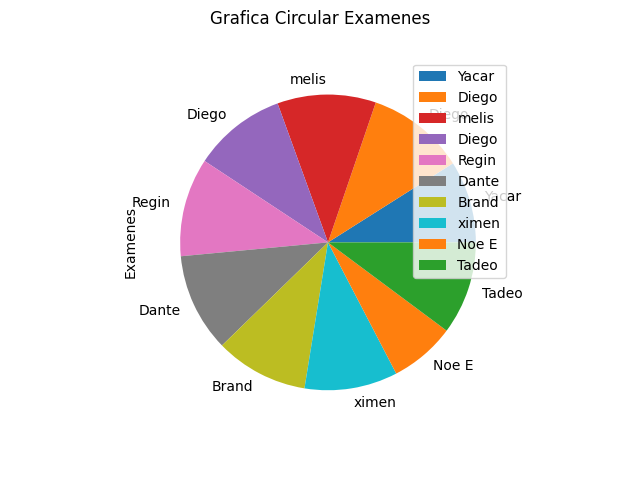 Grafica Circular Examenes
melis
Diego
Diego
Yacar
Regin
Examenes
Dante
Tadeo
Noe E
Brand
ximen
Yacar
Diego
melis
Diego
Regin
Dante
Brand
ximen
Noe E
Tadeo